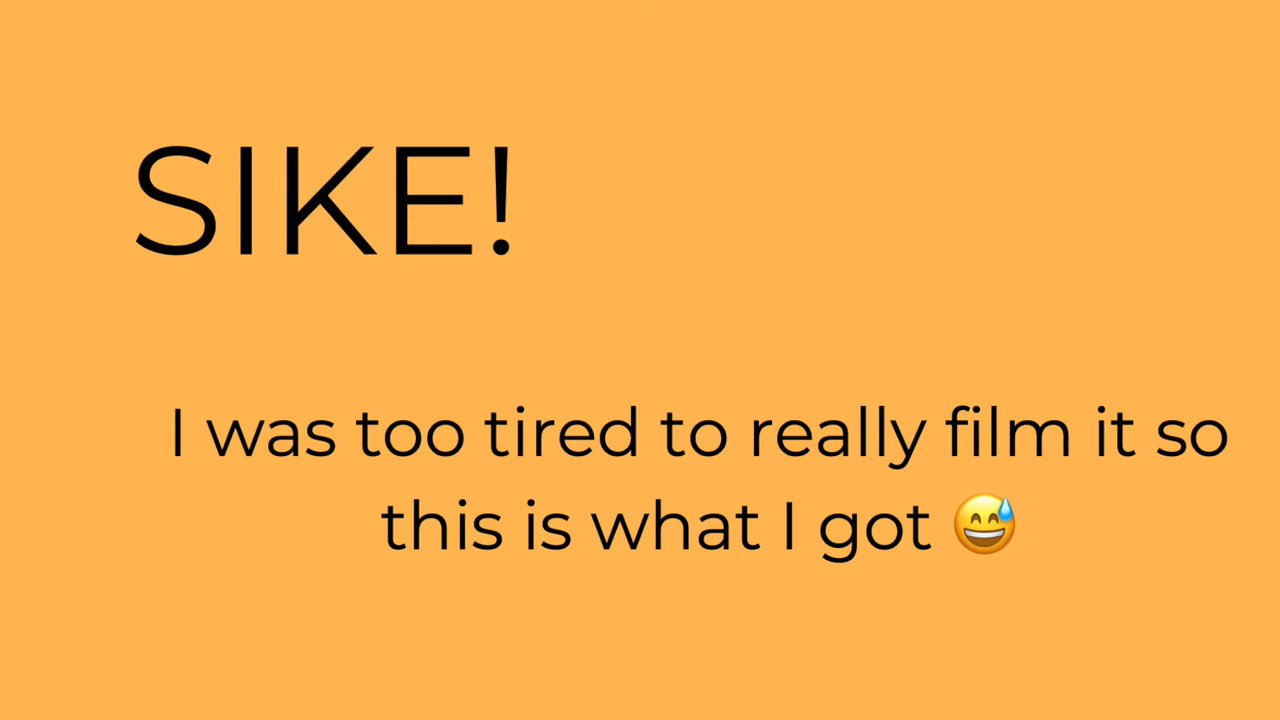 SIKE!
I was too tired to really film it so
this is what I got 😅